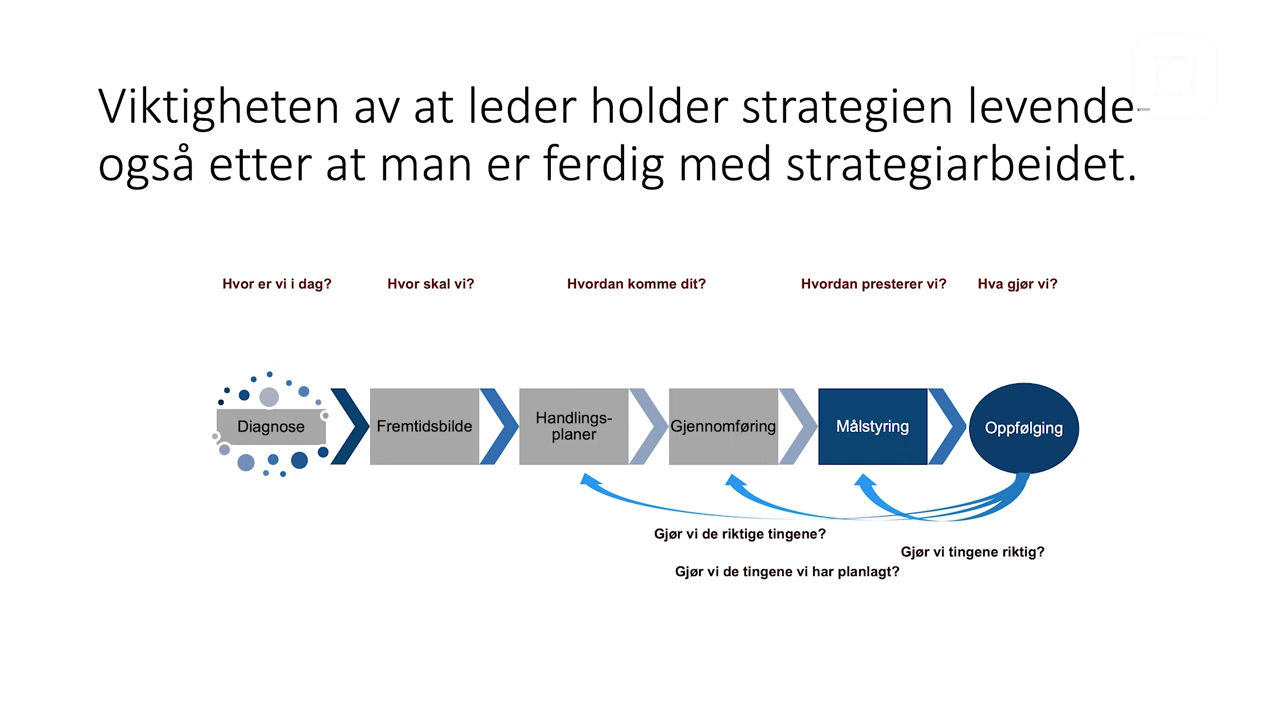 Viktigheten av at leder holder strategien levende-
også etter at man er ferdig med strategiarbeidet.
Hvor er vi i dag?
Hvor skal vi?
Hvordan komme dit?
Hvordan presterer vi?
Hva gjør vi?
Diagnose
Fremtidsbilde
Handlings-
planer
Gjennomføring
Målstyring
Oppfølging
Gjør vi de riktige tingene?
Gjør vi tingene riktig?
Gjør vi de tingene vi har planlagt?